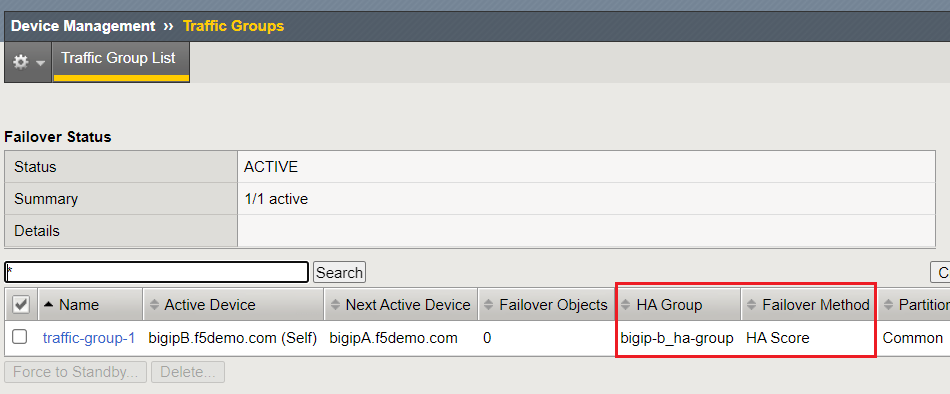 Device Management ›› Traffic Groups
Traffic Group List
Failover Status
Status ACTIVE
Summary 1/1 active
Details
* Search C
Name Active Device Next Active Device Failover Objects HA Group Failover Method Partition
traffic-group-1 bigipB.f5demo.com (Self) bigipA.f5demo.com 0 bigip-b_ha-group HA Score Common
Force to Standby... Delete...